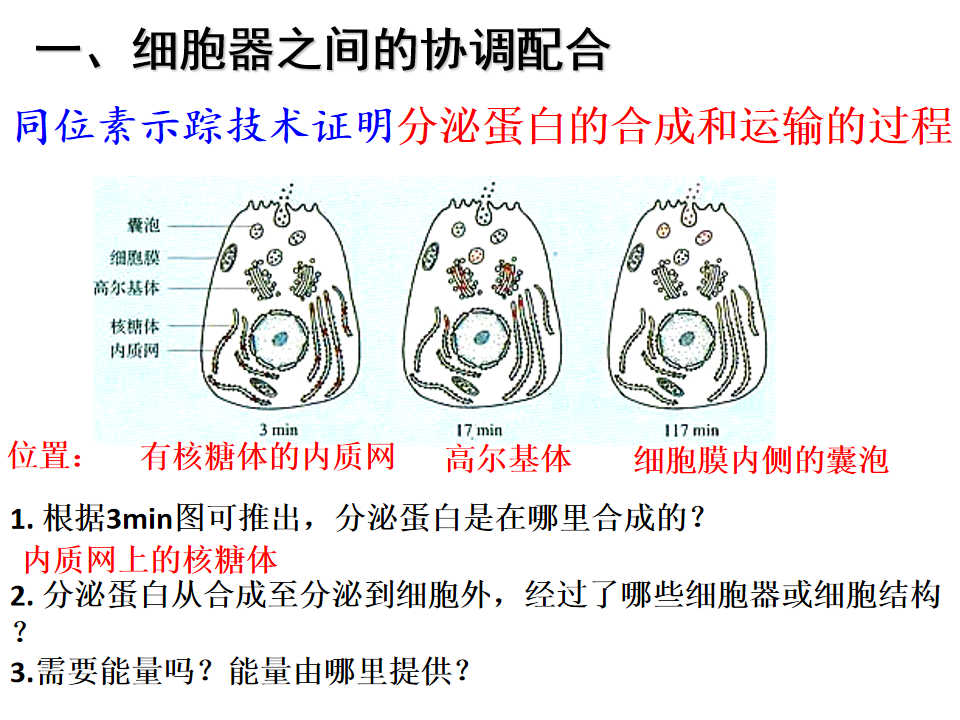 一、细胞器之间的协调配合
同位素示踪技术证明分泌蛋白的合成和运输的过程
囊泡
细胞膜
高尔基体
核糖体
内质网
3 min
17 min
117 min
位置：
有核糖体的内质网
高尔基体
细胞膜内侧的囊泡
1. 根据3min图可推出，分泌蛋白是在哪里合成的？
内质网上的核糖体
2. 分泌蛋白从合成至分泌到细胞外，经过了哪些细胞器或细胞结构
？
3.需要能量吗？能量由哪里提供？